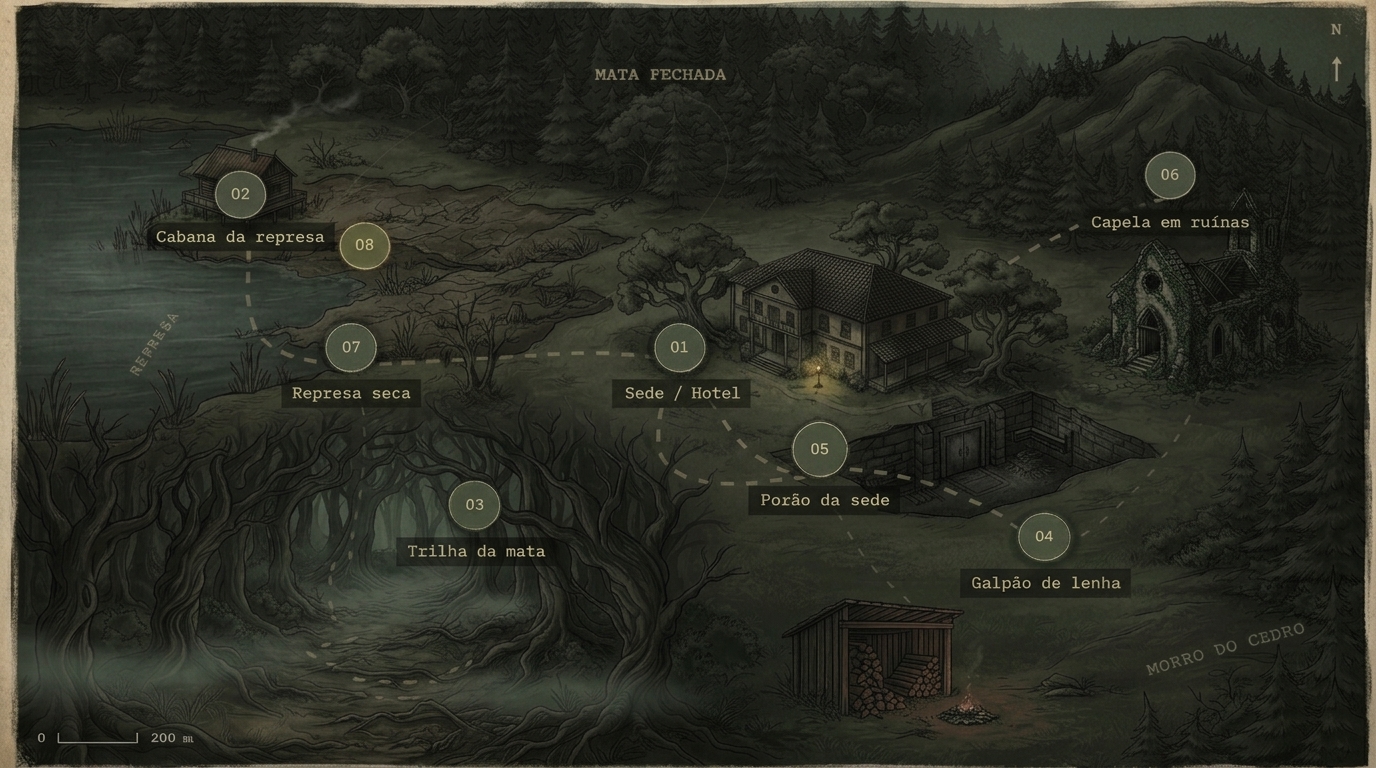 N
MATA FECHADA
06
Capela em ruínas
02
Cabana da represa
08
REPRESA
07
Represa seca
01
Sede / Hotel
05
Porão da sede
03
Trilha da mata
04
Galpão de lenha
MORRO DO CEDRO
0 200